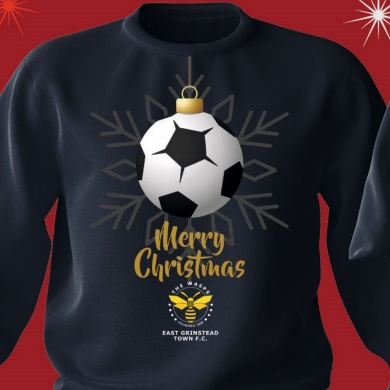 Merry
Christmas
THE WASPS
EAST GRINSTEAD
TOWN F.C.